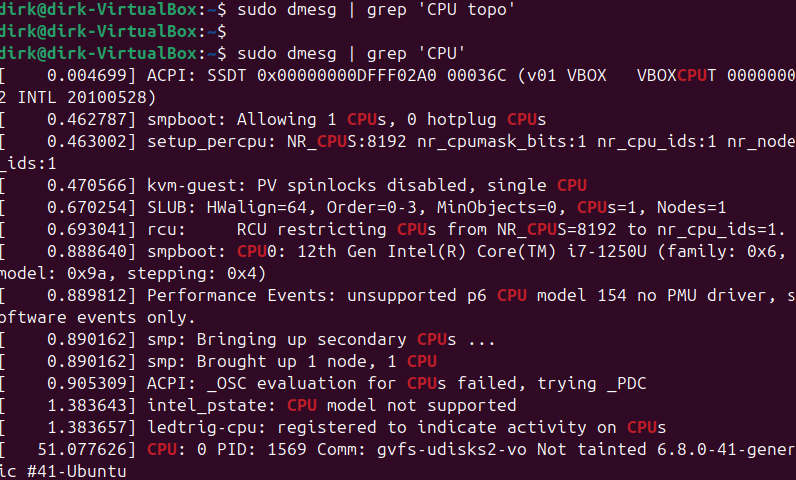 dirk@dirk-VirtualBox:~$ sudo dmesg | grep 'CPU topo'
dirk@dirk-VirtualBox:~$
dirk@dirk-VirtualBox:~$ sudo dmesg | grep 'CPU'
[    0.004699] ACPI: SSDT 0x00000000DFFF02A0 00036C (v01 VBOX   VBOXCPUT 0000000
2 INTL 20100528)
[    0.462787] smpboot: Allowing 1 CPUs, 0 hotplug CPUs
[    0.463002] setup_percpu: NR_CPUS:8192 nr_cpumask_bits:1 nr_cpu_ids:1 nr_node
_ids:1
[    0.470566] kvm-guest: PV spinlocks disabled, single CPU
[    0.670254] SLUB: HWalign=64, Order=0-3, MinObjects=0, CPUs=1, Nodes=1
[    0.693041] rcu:     RCU restricting CPUs from NR_CPUS=8192 to nr_cpu_ids=1.
[    0.888640] smpboot: CPU0: 12th Gen Intel(R) Core(TM) i7-1250U (family: 0x6,
model: 0x9a, stepping: 0x4)
[    0.889812] Performance Events: unsupported p6 CPU model 154 no PMU driver, s
oftware events only.
[    0.890162] smp: Bringing up secondary CPUs ...
[    0.890162] smp: Brought up 1 node, 1 CPU
[    0.905309] ACPI: _OSC evaluation for CPUs failed, trying _PDC
[    1.383643] intel_pstate: CPU model not supported
[    1.383657] ledtrig-cpu: registered to indicate activity on CPUs
[   51.077626] CPU: 0 PID: 1569 Comm: gvfs-udisks2-vo Not tainted 6.8.0-41-gener
ic #41-Ubuntu